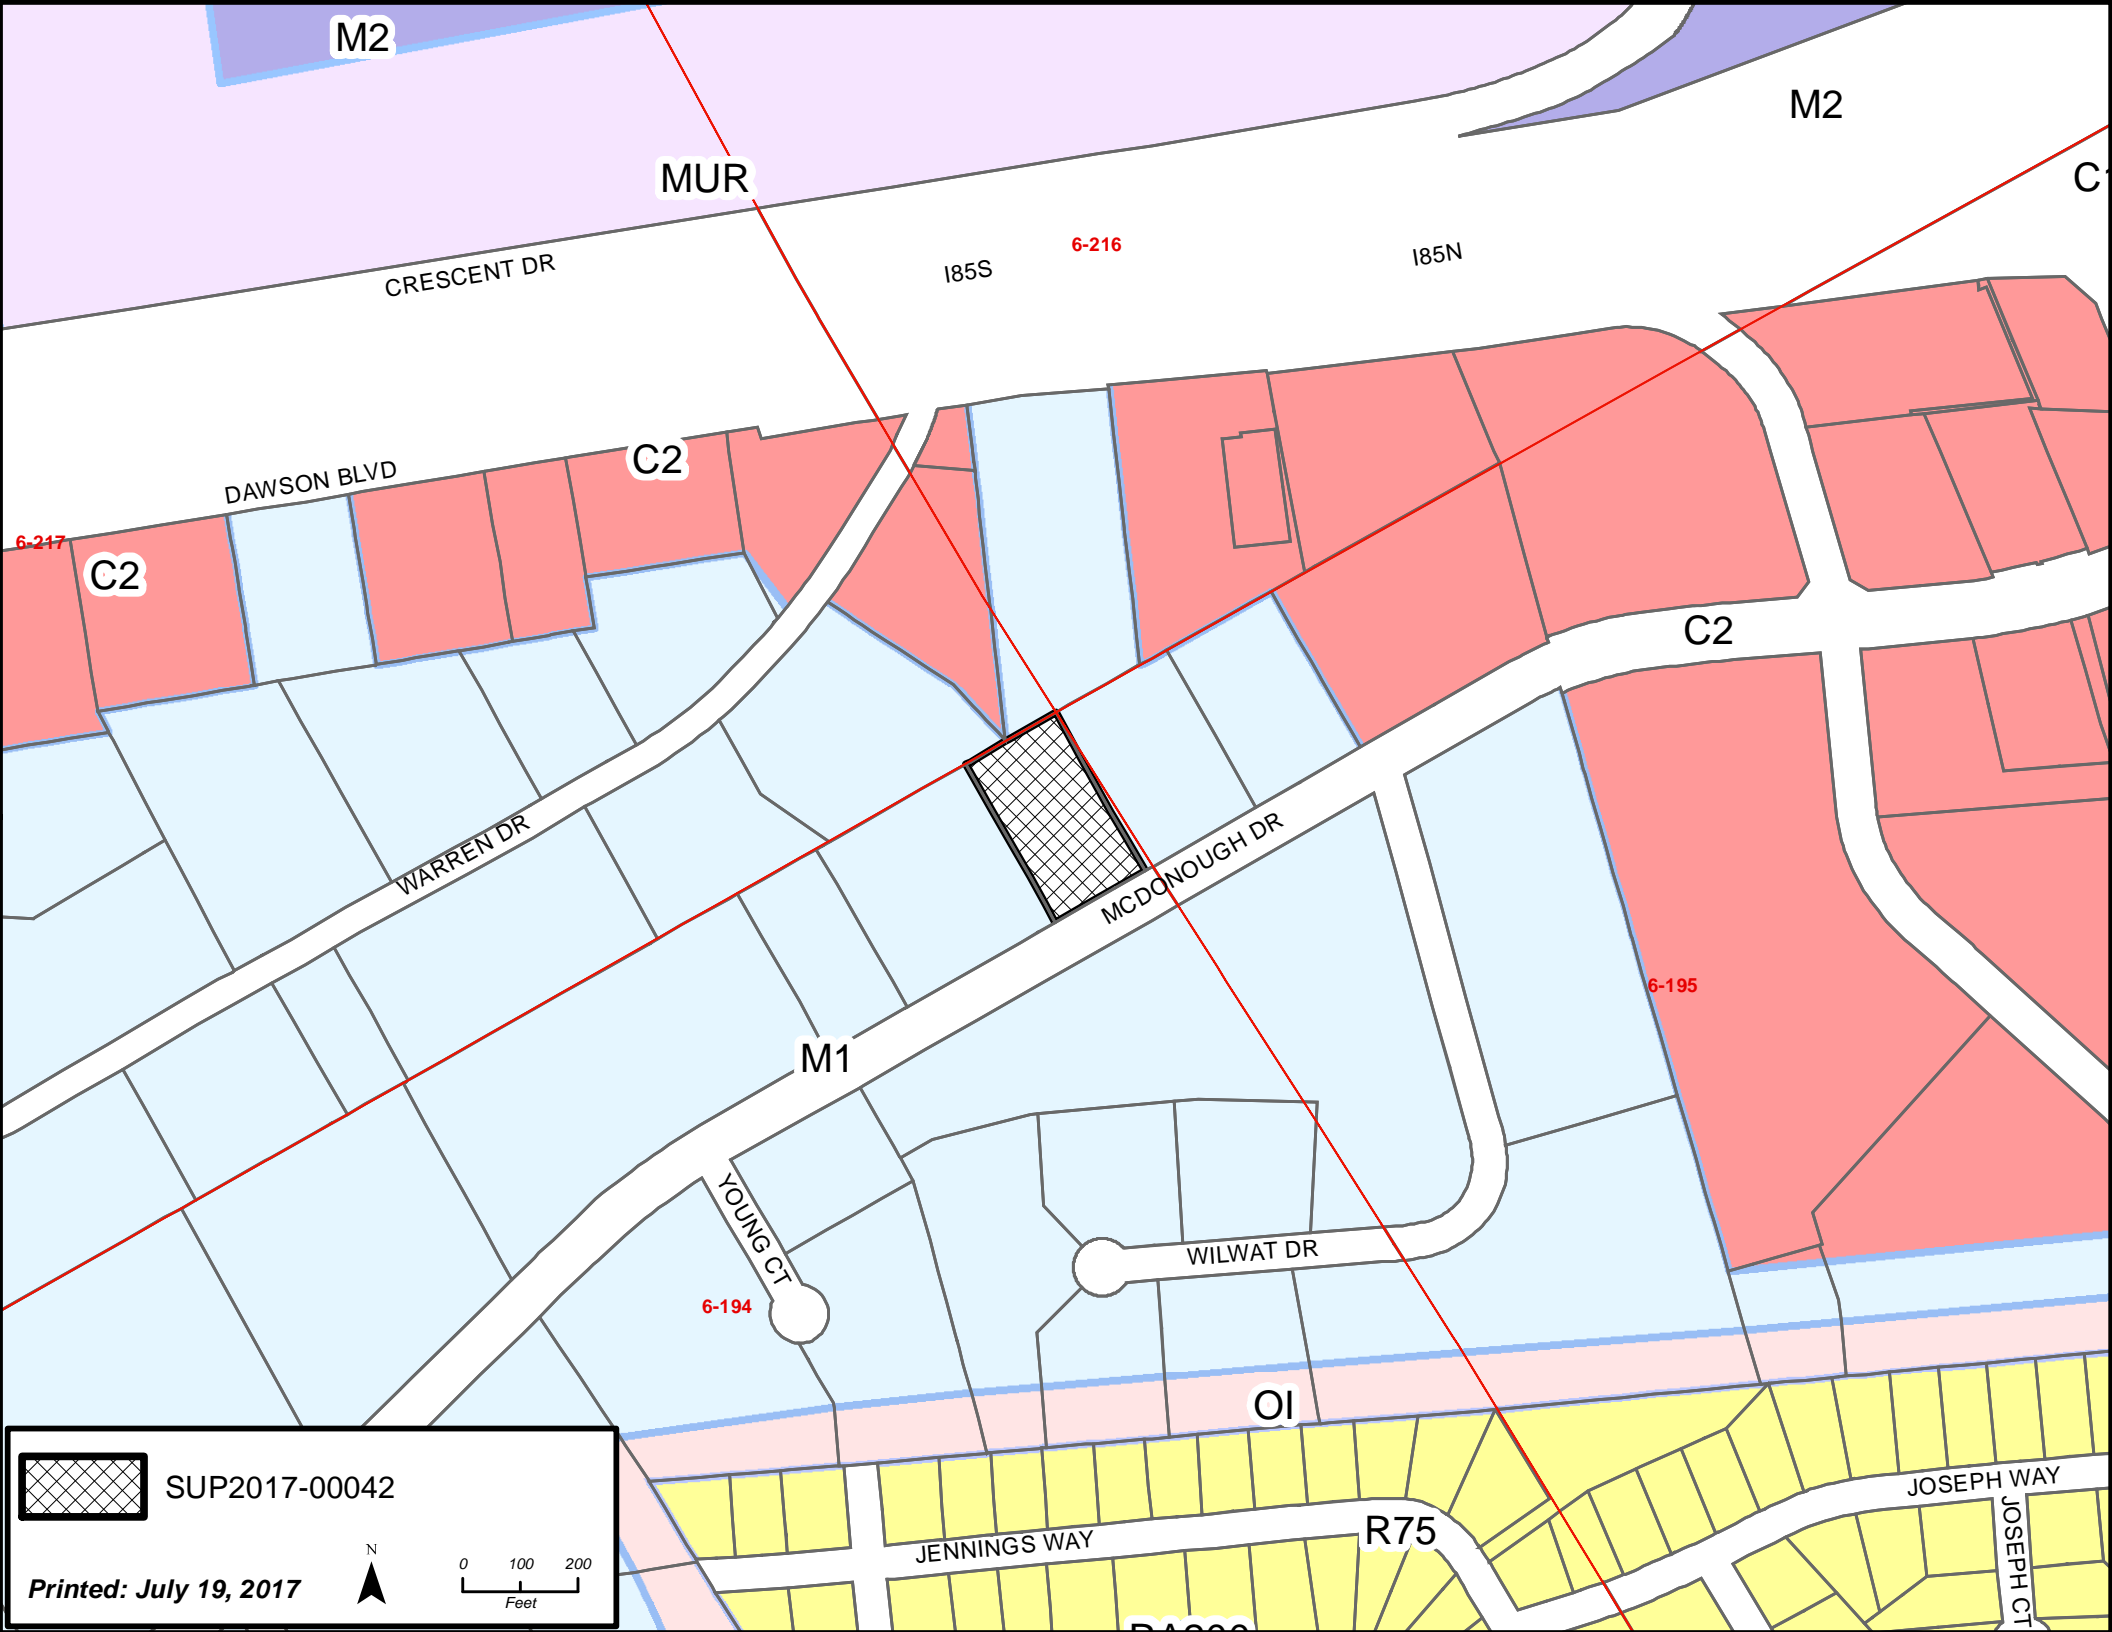 M2
M2
MUR
C
6-216
I85S
I85N
CRESCENT DR
C2
DAWSON BLVD
6-217
C2
C2
WARREN DR
MCDONOUGH DR
6-195
M1
YOUNG CT
WILWAT DR
6-194
OI
SUP2017-00042
JOSEPH WAY
R75
JENNINGS WAY
JOSEPH CT
N
0 100 200
Feet
Printed: July 19, 2017